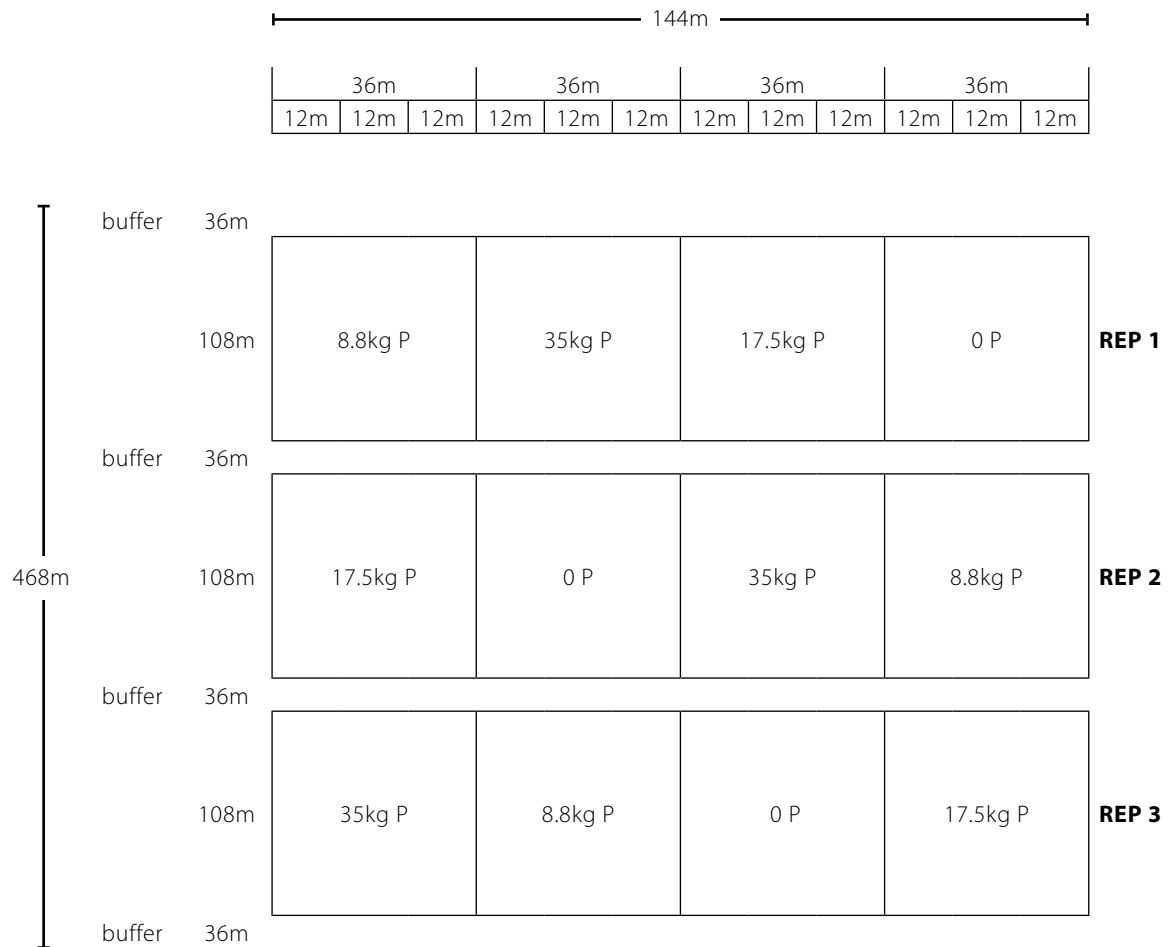 144m
36m 36m 36m 36m
12m 12m 12m 12m 12m 12m 12m 12m 12m 12m 12m 12m
buffer 36m
108m 8.8kg P 35kg P 17.5kg P 0 P REP 1
buffer 36m
468m 108m 17.5kg P 0 P 35kg P 8.8kg P REP 2
buffer 36m
108m 35kg P 8.8kg P 0 P 17.5kg P REP 3
buffer 36m